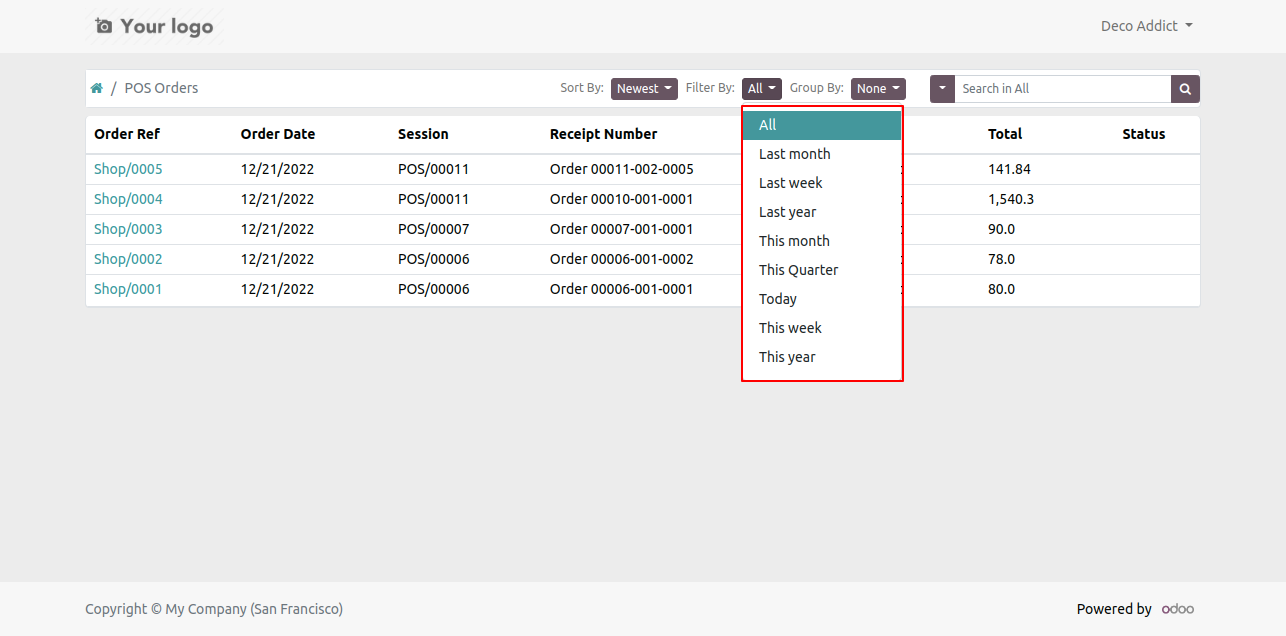 Your logo
Deco Addict
/ POS Orders
Sort By: Newest Filter By: All Group By: None Search in All
Order Ref Order Date Session Receipt Number Total Status
Shop/0005 12/21/2022 POS/00011 Order 00011-002-0005 141.84
Shop/0004 12/21/2022 POS/00011 Order 00010-001-0001 1,540.3
Shop/0003 12/21/2022 POS/00007 Order 00007-001-0001 90.0
Shop/0002 12/21/2022 POS/00006 Order 00006-001-0002 78.0
Shop/0001 12/21/2022 POS/00006 Order 00006-001-0001 80.0
All
Last month
Last week
Last year
This month
This Quarter
Today
This week
This year
Copyright © My Company (San Francisco)
Powered by odoo